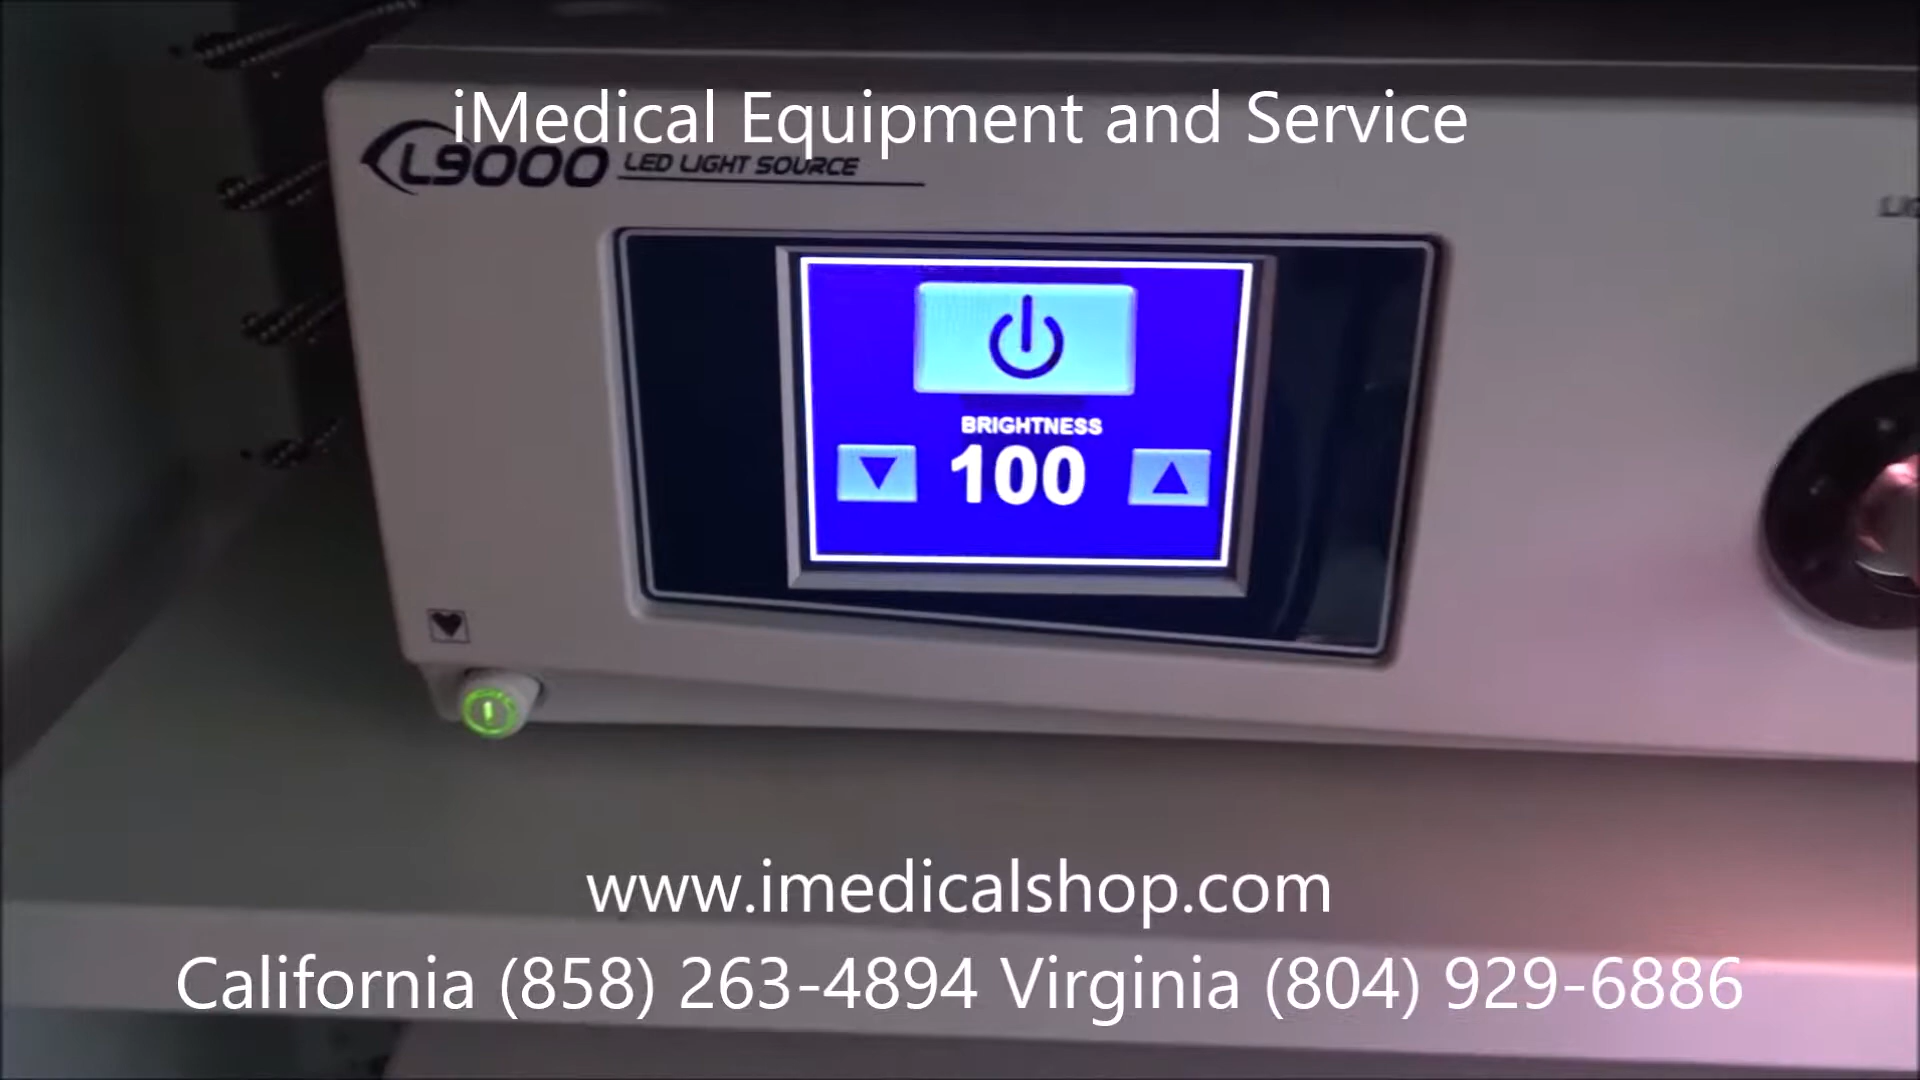 iMedical Equipment and Service
L9000 LED LIGHT SOURCE
BRIGHTNESS
100
www.imedicalshop.com
California (858) 263-4894 Virginia (804) 929-6886